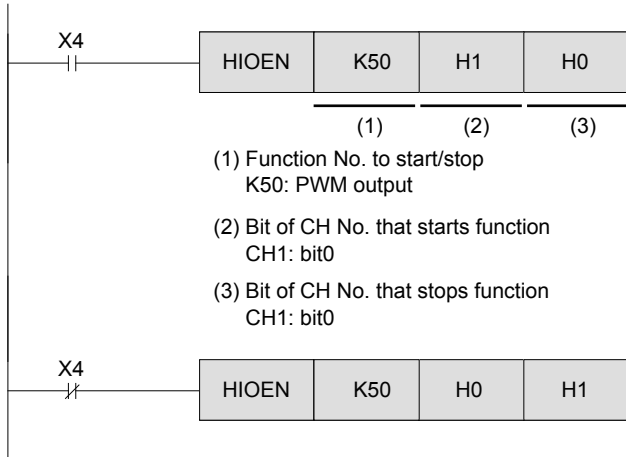 X4
HIOEN K50 H1 H0
(1) (2) (3)
(1) Function No. to start/stop
K50: PWM output
(2) Bit of CH No. that starts function
CH1: bit0
(3) Bit of CH No. that stops function
CH1: bit0
X4
HIOEN K50 H0 H1